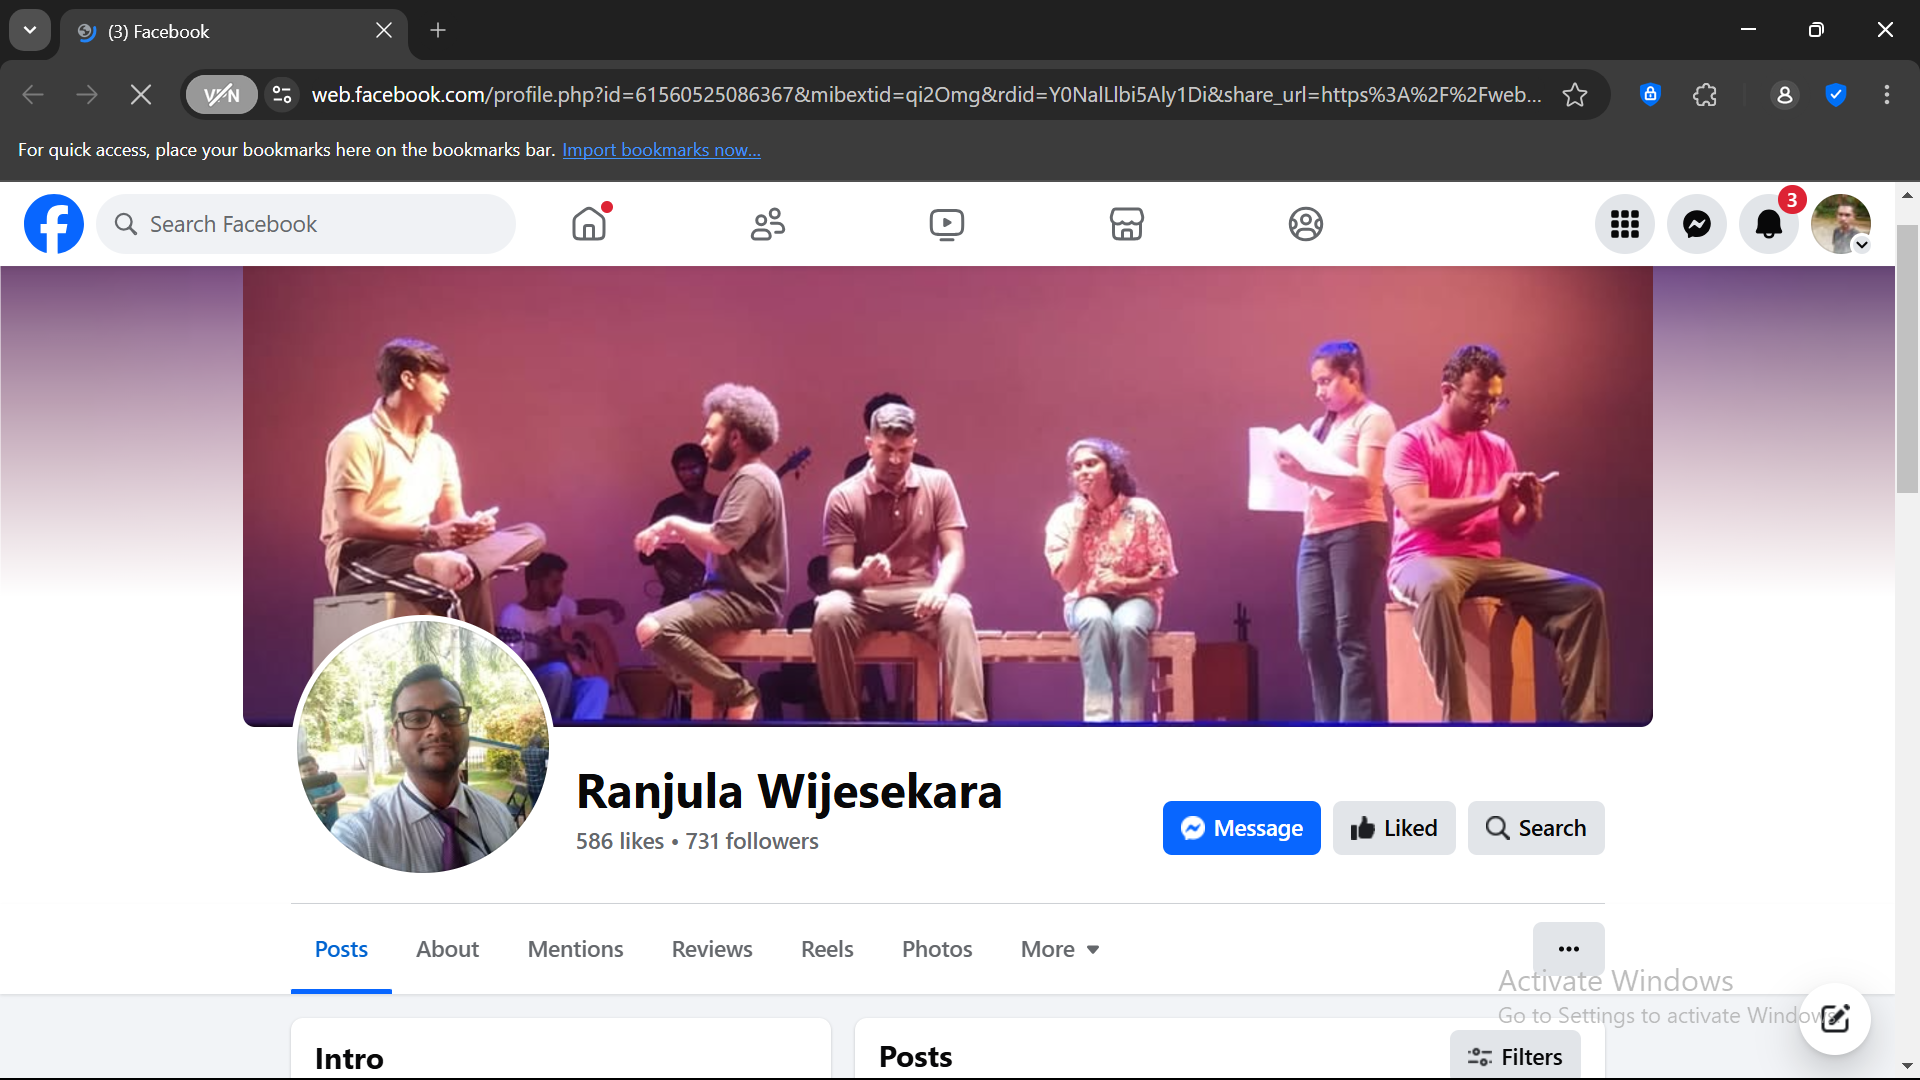 (3) Facebook
VPN
web.facebook.com/profile.php?id=61560525086367&mibextid=qi2Omg&rdid=Y0NalLlbi5Aly1Di&share_url=https%3A%2F%2Fweb...
For quick access, place your bookmarks here on the bookmarks bar. Import bookmarks now...
Search Facebook
3
Ranjula Wijesekara
586 likes • 731 followers
Message
Liked
Search
Posts
About
Mentions
Reviews
Reels
Photos
More
Activate Windows
Go to Settings to activate Windows.
Intro
Posts
Filters